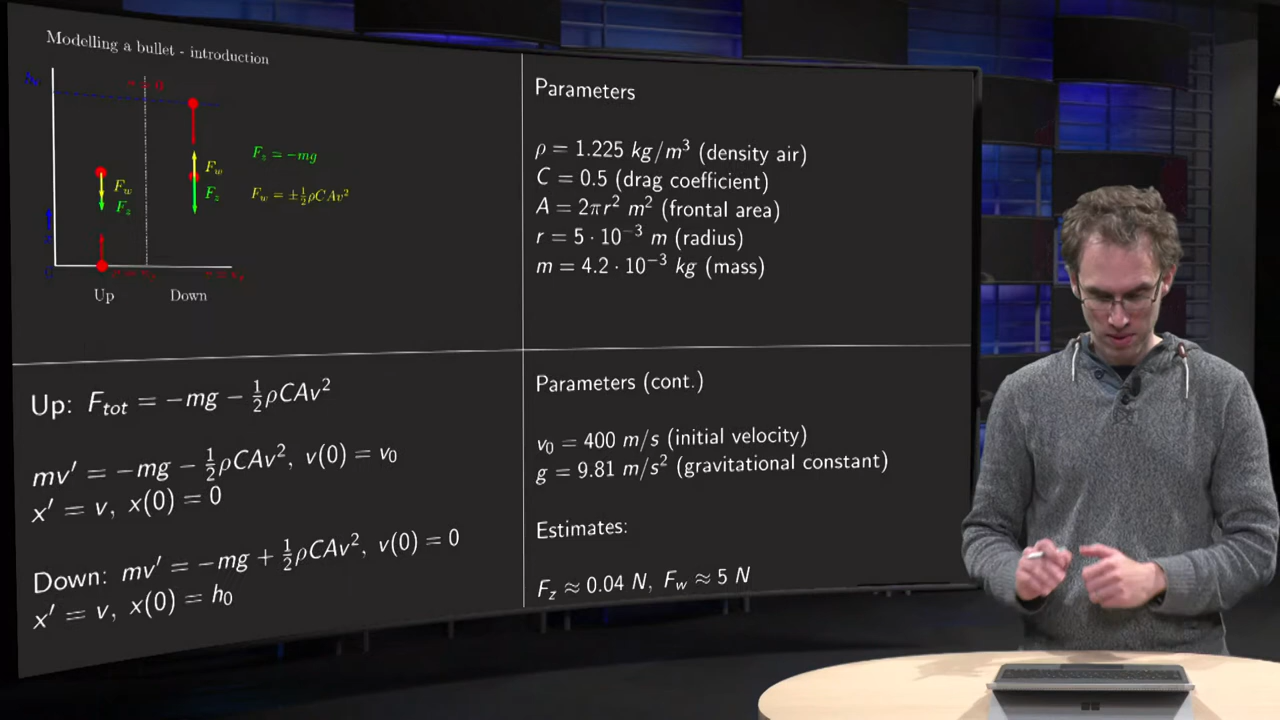 Modelling a bullet - introduction
h₀
v = 0
F_w
F_z
F_w
F_z
F_z = −mg
F_w = ±½ρCAv²
Up
Down
Parameters
ρ = 1.225 kg/m³ (density air)
C = 0.5 (drag coefficient)
A = 2πr² m² (frontal area)
r = 5 · 10⁻³ m (radius)
m = 4.2 · 10⁻³ kg (mass)
Up: F_tot = −mg − ½ρCAv²
mv′ = −mg − ½ρCAv², v(0) = v₀
x′ = v, x(0) = 0
Down: mv′ = −mg + ½ρCAv², v(0) = 0
x′ = v, x(0) = h₀
Parameters (cont.)
v₀ = 400 m/s (initial velocity)
g = 9.81 m/s² (gravitational constant)
Estimates:
F_z ≈ 0.04 N, F_w ≈ 5 N